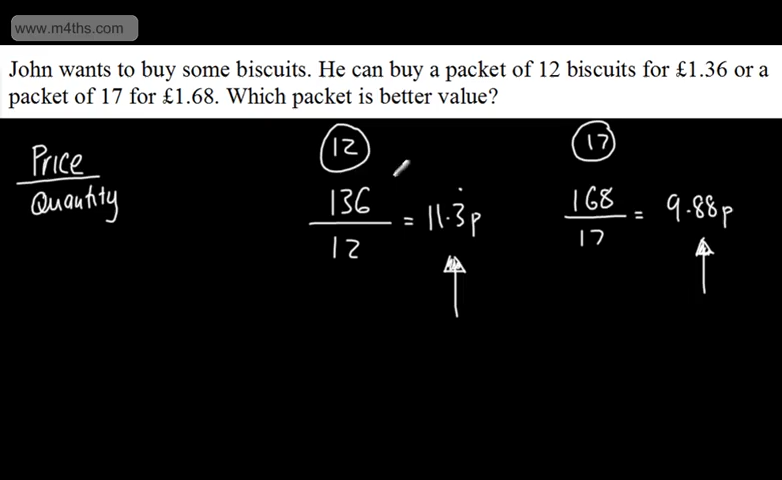 www.m4ths.com
John wants to buy some biscuits. He can buy a packet of 12 biscuits for £1.36 or a
packet of 17 for £1.68. Which packet is better value?
Price
Quantity
12
136
12
= 11.3̇p
17
168
17
= 9.88p